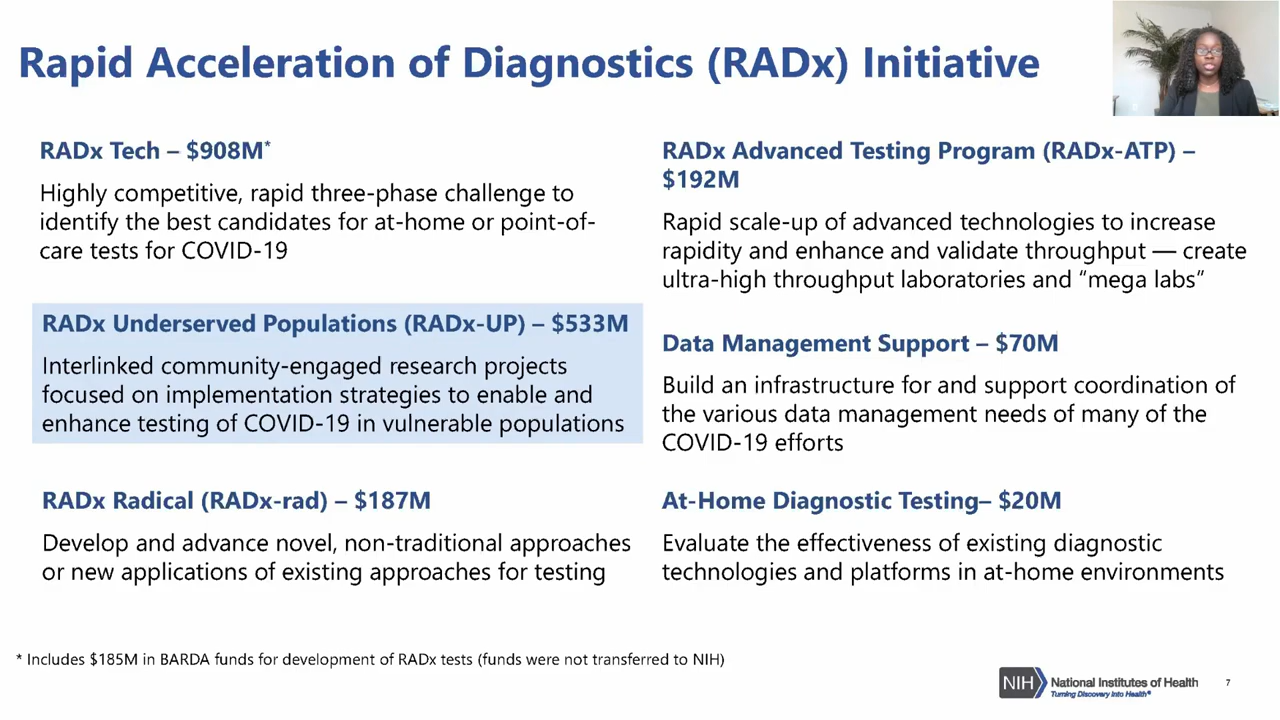 Rapid Acceleration of Diagnostics (RADx) Initiative
RADx Tech – $908M*
Highly competitive, rapid three-phase challenge to
identify the best candidates for at-home or point-of-
care tests for COVID-19
RADx Underserved Populations (RADx-UP) – $533M
Interlinked community-engaged research projects
focused on implementation strategies to enable and
enhance testing of COVID-19 in vulnerable populations
RADx Radical (RADx-rad) – $187M
Develop and advance novel, non-traditional approaches
or new applications of existing approaches for testing
RADx Advanced Testing Program (RADx-ATP) –
$192M
Rapid scale-up of advanced technologies to increase
rapidity and enhance and validate throughput — create
ultra-high throughput laboratories and “mega labs”
Data Management Support – $70M
Build an infrastructure for and support coordination of
the various data management needs of many of the
COVID-19 efforts
At-Home Diagnostic Testing– $20M
Evaluate the effectiveness of existing diagnostic
technologies and platforms in at-home environments
* Includes $185M in BARDA funds for development of RADx tests (funds were not transferred to NIH)
NIH National Institutes of Health
Turning Discovery Into Health®
7